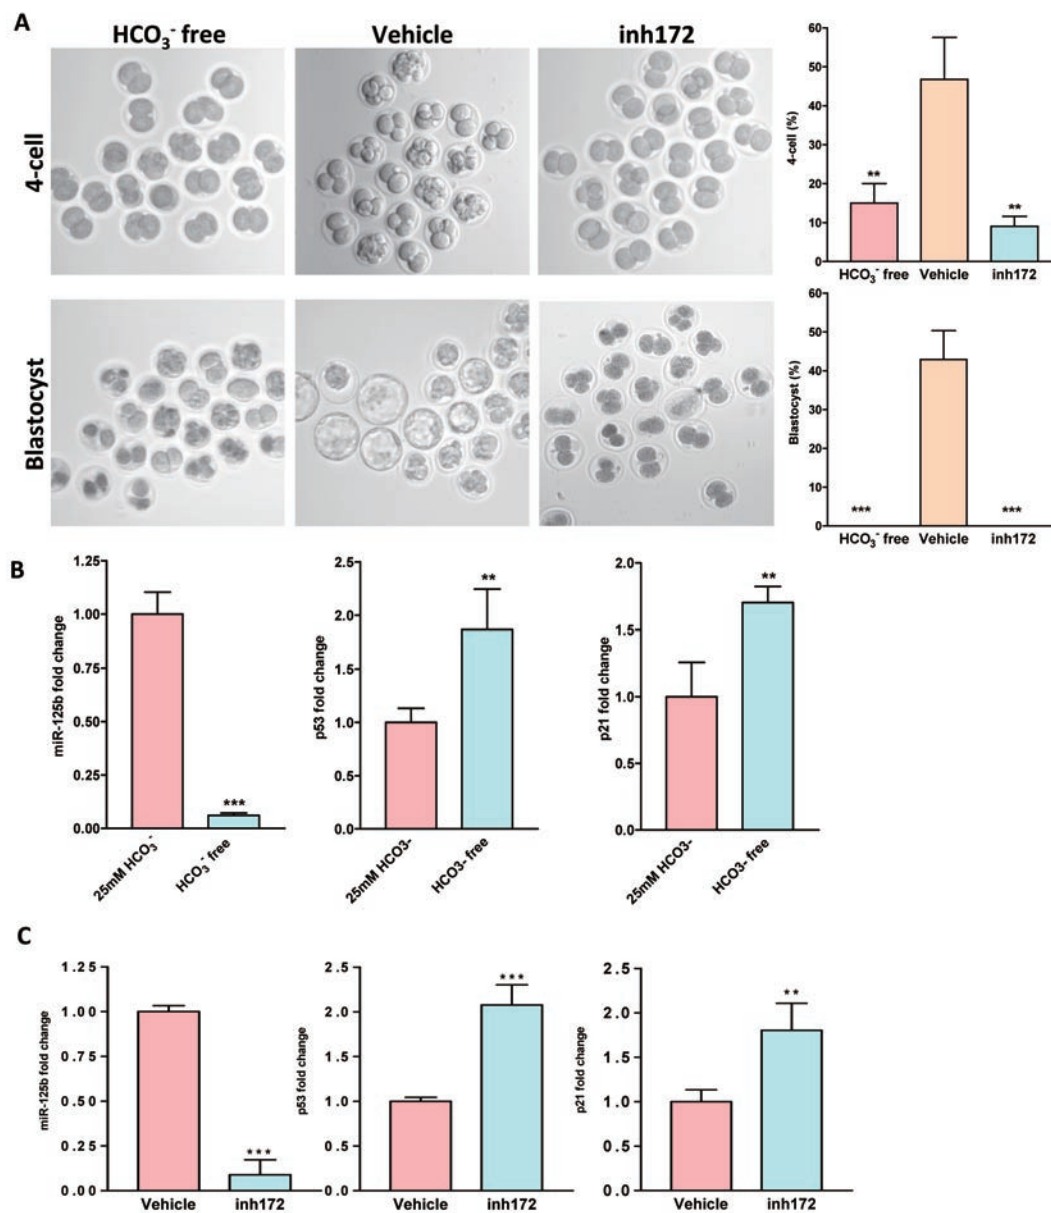 A
HCO₃⁻ free
Vehicle
inh172
4-cell
Blastocyst
60
50
40
30
20
10
0
4-cell (%)
**
**
HCO₃⁻ free
Vehicle
inh172
60
50
40
30
20
10
0
Blastocyst (%)
***
***
HCO₃⁻ free
Vehicle
inh172
B
1.25
1.00
0.75
0.50
0.25
0.00
miR-125b fold change
***
25mM HCO₃⁻
HCO₃⁻ free
2.5
2.0
1.5
1.0
0.5
0.0
p53 fold change
**
25mM HCO3-
HCO3- free
2.0
1.5
1.0
0.5
0.0
p21 fold change
**
25mM HCO3-
HCO3- free
C
1.25
1.00
0.75
0.50
0.25
0.00
miR-125b fold change
***
Vehicle
inh172
2.5
2.0
1.5
1.0
0.5
0.0
p53 fold change
***
Vehicle
inh172
2.5
2.0
1.5
1.0
0.5
0.0
p21 fold change
**
Vehicle
inh172